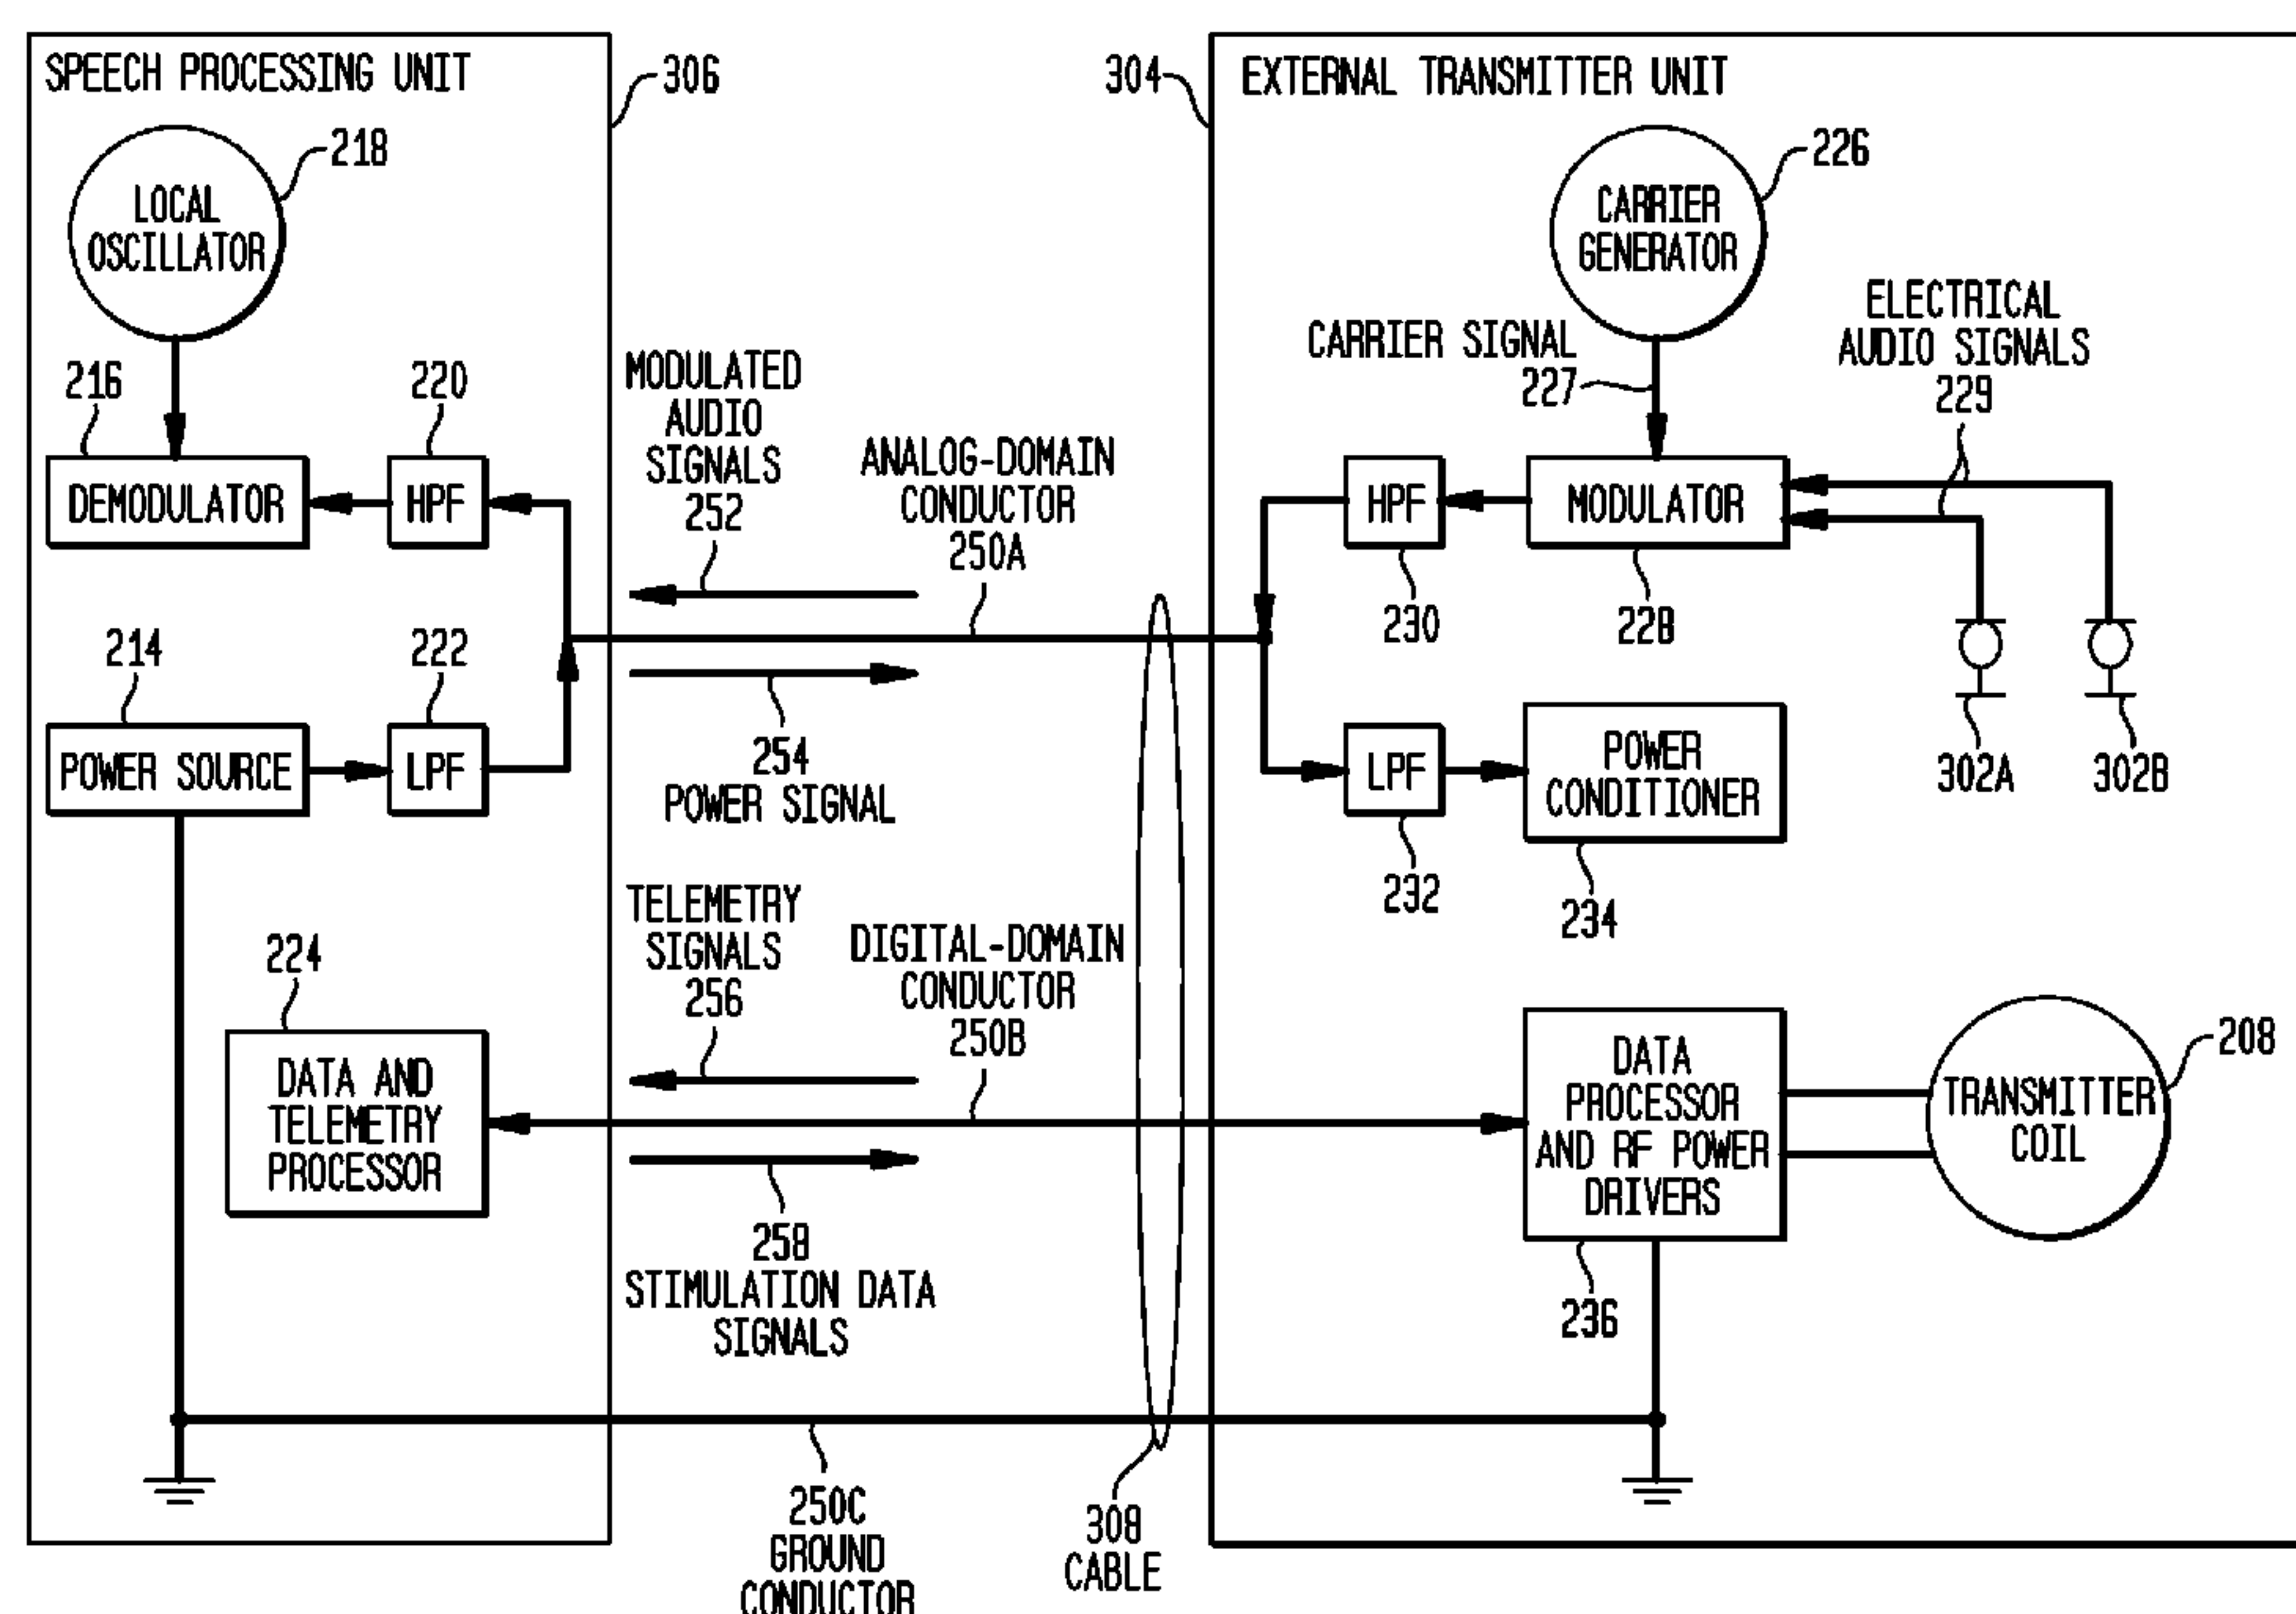 SPEECH PROCESSING UNIT
306
218
LOCAL
OSCILLATOR
216
220
DEMODULATOR
HPF
214
222
POWER SOURCE
LPF
224
DATA AND
TELEMETRY
PROCESSOR
MODULATED
AUDIO
SIGNALS
252
ANALOG-DOMAIN
CONDUCTOR
250A
254
POWER SIGNAL
TELEMETRY
SIGNALS
256
DIGITAL-DOMAIN
CONDUCTOR
250B
258
STIMULATION DATA
SIGNALS
250C
GROUND
CONDUCTOR
308
CABLE
304
EXTERNAL TRANSMITTER UNIT
226
CARRIER
GENERATOR
CARRIER SIGNAL
227
ELECTRICAL
AUDIO SIGNALS
229
HPF
MODULATOR
230
228
302A
302B
LPF
POWER
CONDITIONER
232
234
DATA
PROCESSOR
AND RF POWER
DRIVERS
236
208
TRANSMITTER
COIL